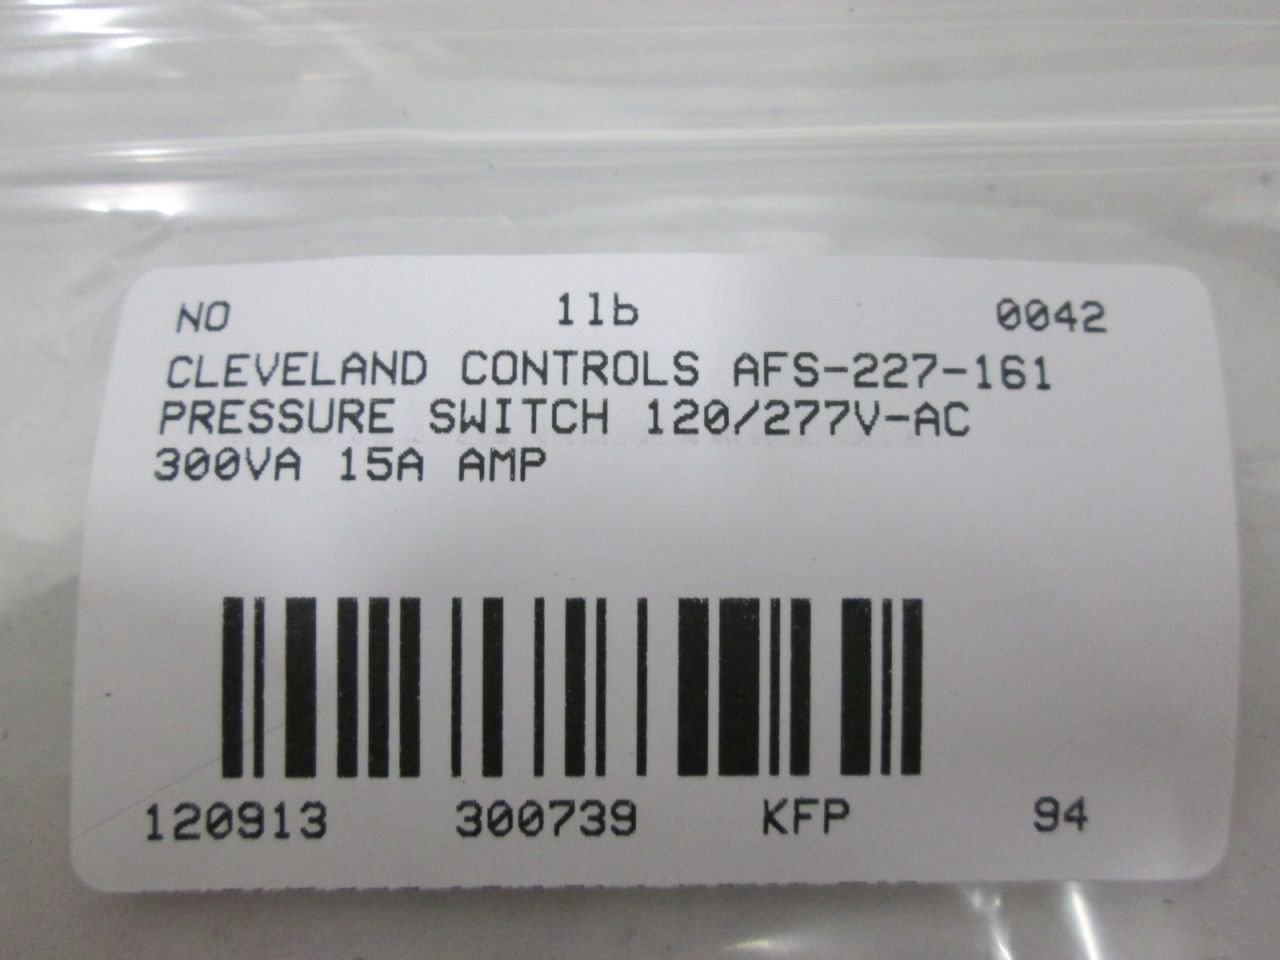 NO 1lb 0042
CLEVELAND CONTROLS AFS-227-161
PRESSURE SWITCH 120/277V-AC
300VA 15A AMP
120913 300739 KFP 94